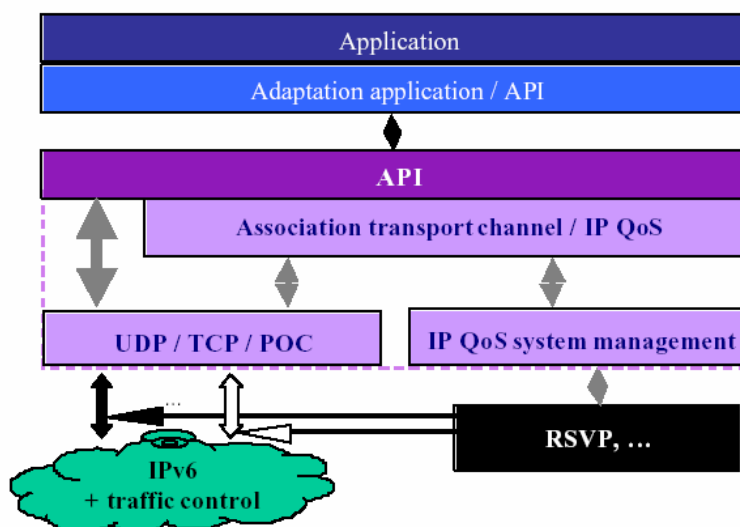 Application
Adaptation application / API
API
Association transport channel / IP QoS
UDP / TCP / POC
IP QoS system management
...
RSVP, ...
IPv6
+ traffic control